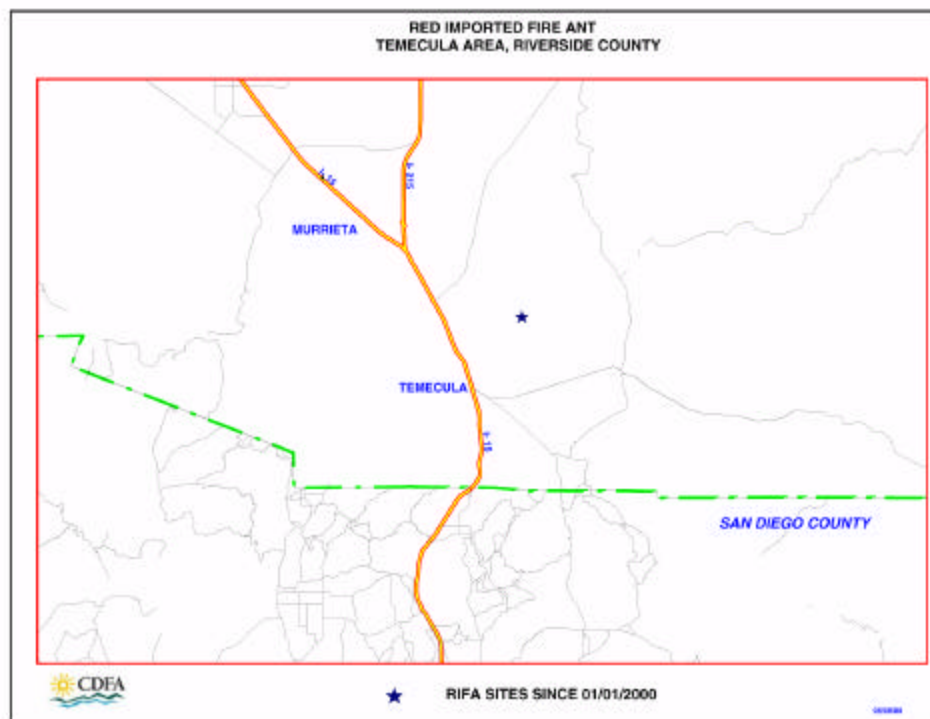 RED IMPORTED FIRE ANT
TEMECULA AREA, RIVERSIDE COUNTY
I- 15
I- 215
MURRIETA
TEMECULA
I- 15
SAN DIEGO COUNTY
CDFA
RIFA SITES SINCE 01/01/2000